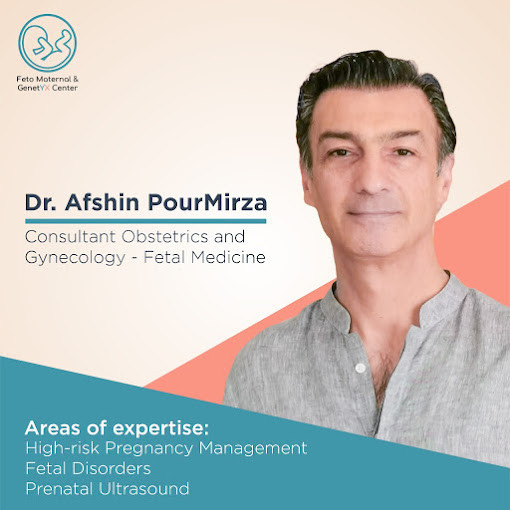 Feto Maternal &
GenetYX Center
Dr. Afshin PourMirza
Consultant Obstetrics and
Gynecology - Fetal Medicine
Areas of expertise:
High-risk Pregnancy Management
Fetal Disorders
Prenatal Ultrasound